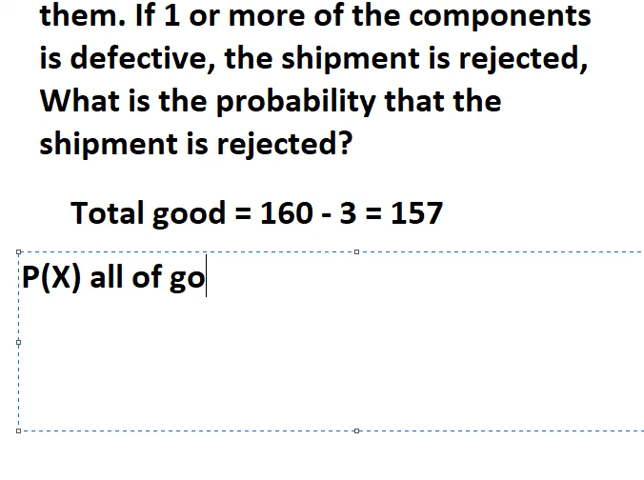 them. If 1 or more of the components
is defective, the shipment is rejected,
What is the probability that the
shipment is rejected?
Total good = 160 - 3 = 157
P(X) all of go